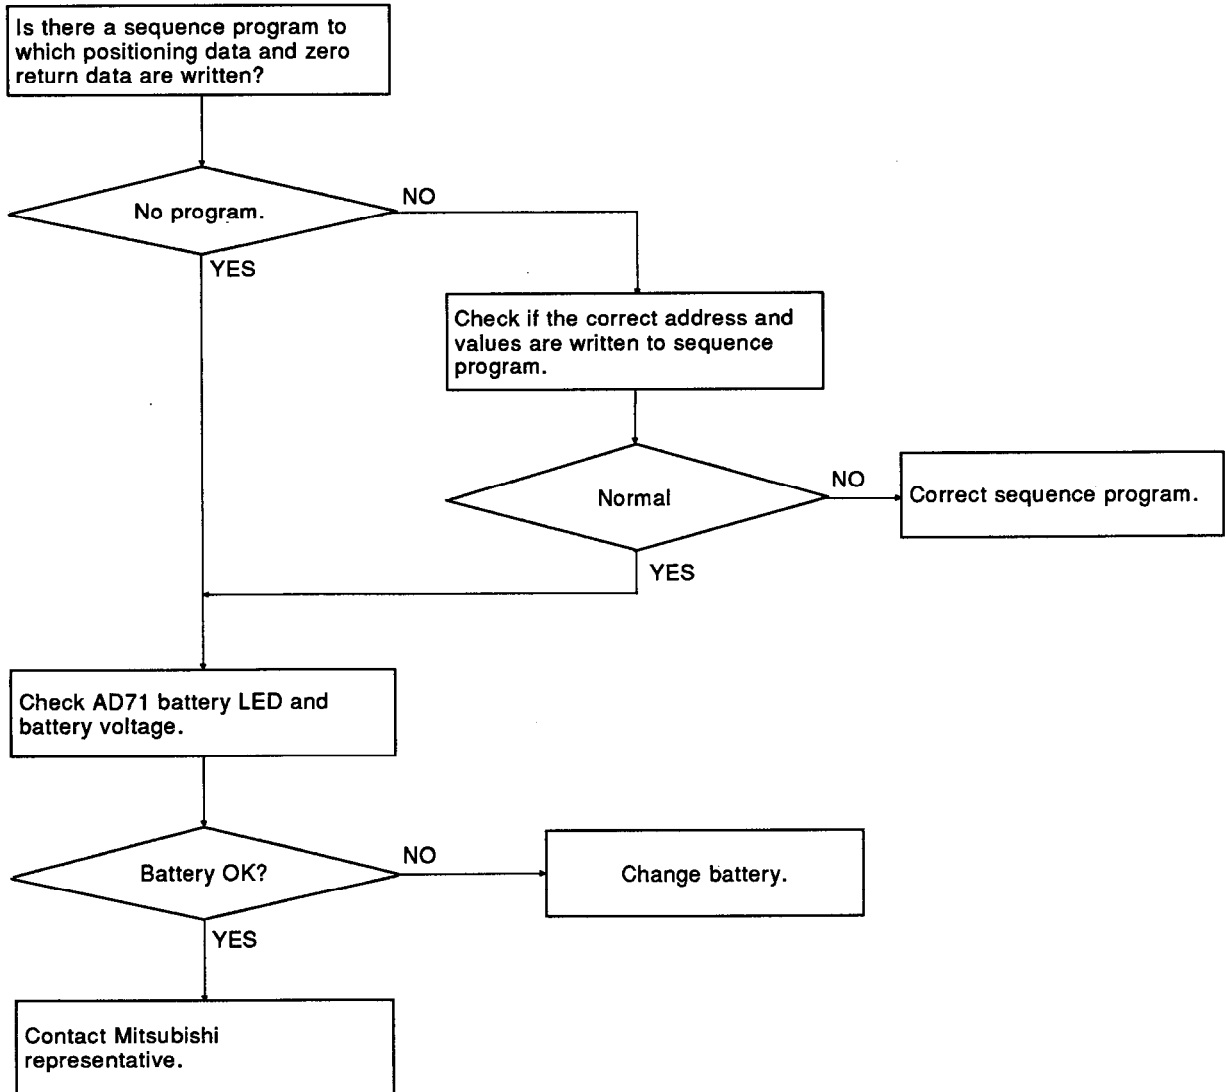 Is there a sequence program to
which positioning data and zero
return data are written?
No program.
NO
YES
Check if the correct address and
values are written to sequence
program.
Normal
NO
Correct sequence program.
YES
Check AD71 battery LED and
battery voltage.
Battery OK?
NO
Change battery.
YES
Contact Mitsubishi
representative.